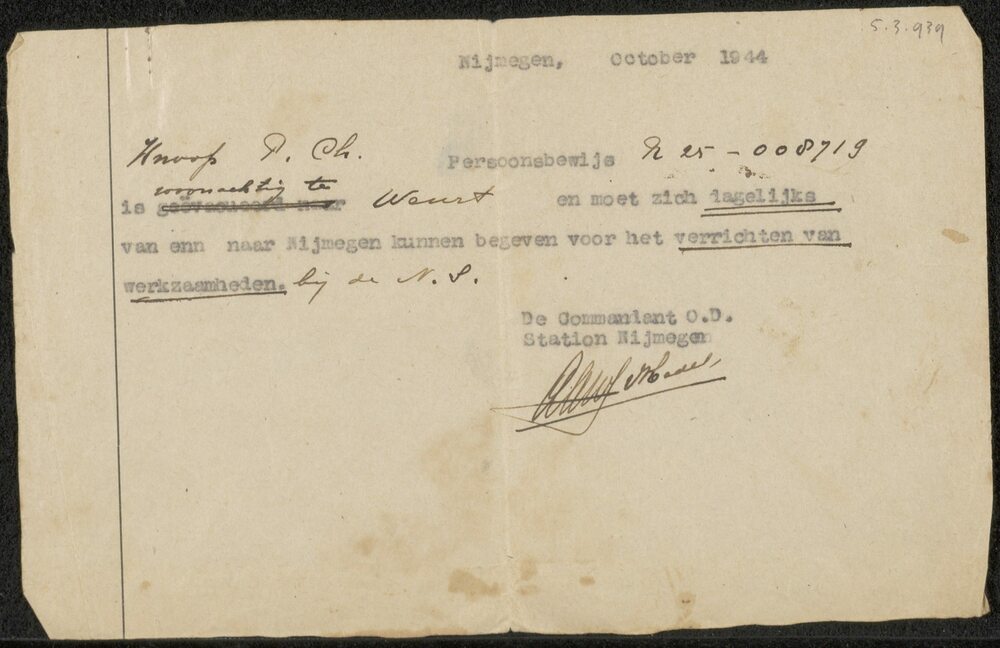 5.3.939
Nijmegen, October 1944
Knoop P. Ch. Persoonsbewijs N 25 - 008719
woonachtig te
is geëvacueerd naar Weurt en moet zich dagelijks
van enn naar Nijmegen kunnen begeven voor het verrichten van
werkzaamheden. bij de N.S.
De Commandant O.D.
Station Nijmegen